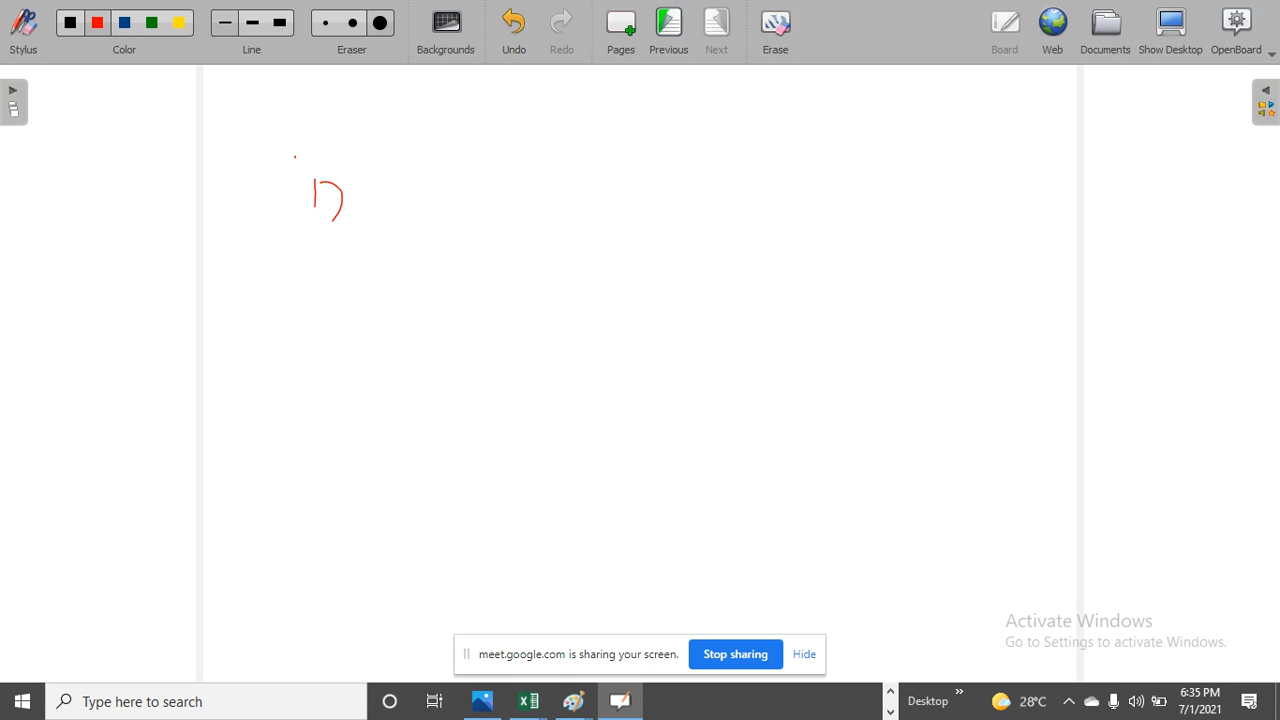 Stylus
Color
Line
Eraser
Backgrounds
Undo
Redo
Pages
Previous
Next
Erase
Board
Web
Documents
Show Desktop
OpenBoard
Activate Windows
Go to Settings to activate Windows.
meet.google.com is sharing your screen.
Stop sharing
Hide
Type here to search
Desktop
28°C
6:35 PM
7/1/2021